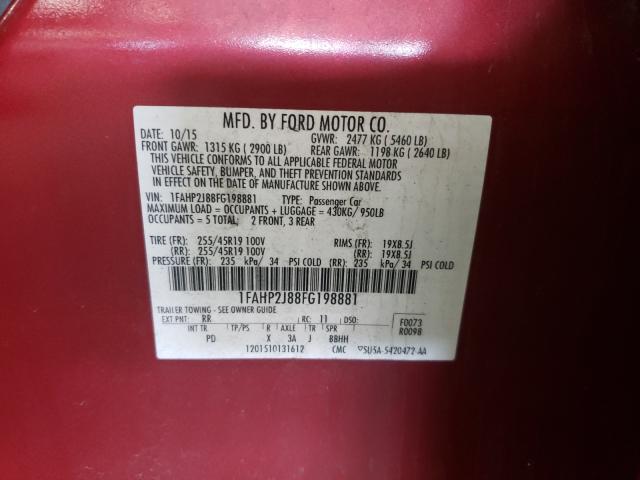 MFD. BY FORD MOTOR CO.
DATE: 10/15 GVWR: 2477 KG ( 5460 LB)
FRONT GAWR: 1315 KG ( 2900 LB) REAR GAWR: 1198 KG ( 2640 LB)
THIS VEHICLE CONFORMS TO ALL APPLICABLE FEDERAL MOTOR
VEHICLE SAFETY, BUMPER, AND THEFT PREVENTION STANDARDS
IN EFFECT ON THE DATE OF MANUFACTURE SHOWN ABOVE.
VIN: 1FAHP2J88FG198881 TYPE: Passenger Car
MAXIMUM LOAD = OCCUPANTS + LUGGAGE = 430KG/ 950LB
OCCUPANTS = 5 TOTAL: 2 FRONT, 3 REAR
TIRE (FR): 255/45R19 100V RIMS (FR): 19X8.5J
(RR): 255/45R19 100V (RR): 19X8.5J
PRESSURE (FR): 235 kPa/ 34 PSI COLD (RR): 235 kPa/ 34 PSI COLD
1FAHP2J88FG198881
TRAILER TOWING - SEE OWNER GUIDE
EXT PNT: RR RC: 11 DSO: F0073
INT TR TP/PS R AXLE TR SPR R0098
PD X 3A J BBHH
1201510131612 CMC SU5A-5420472-AA